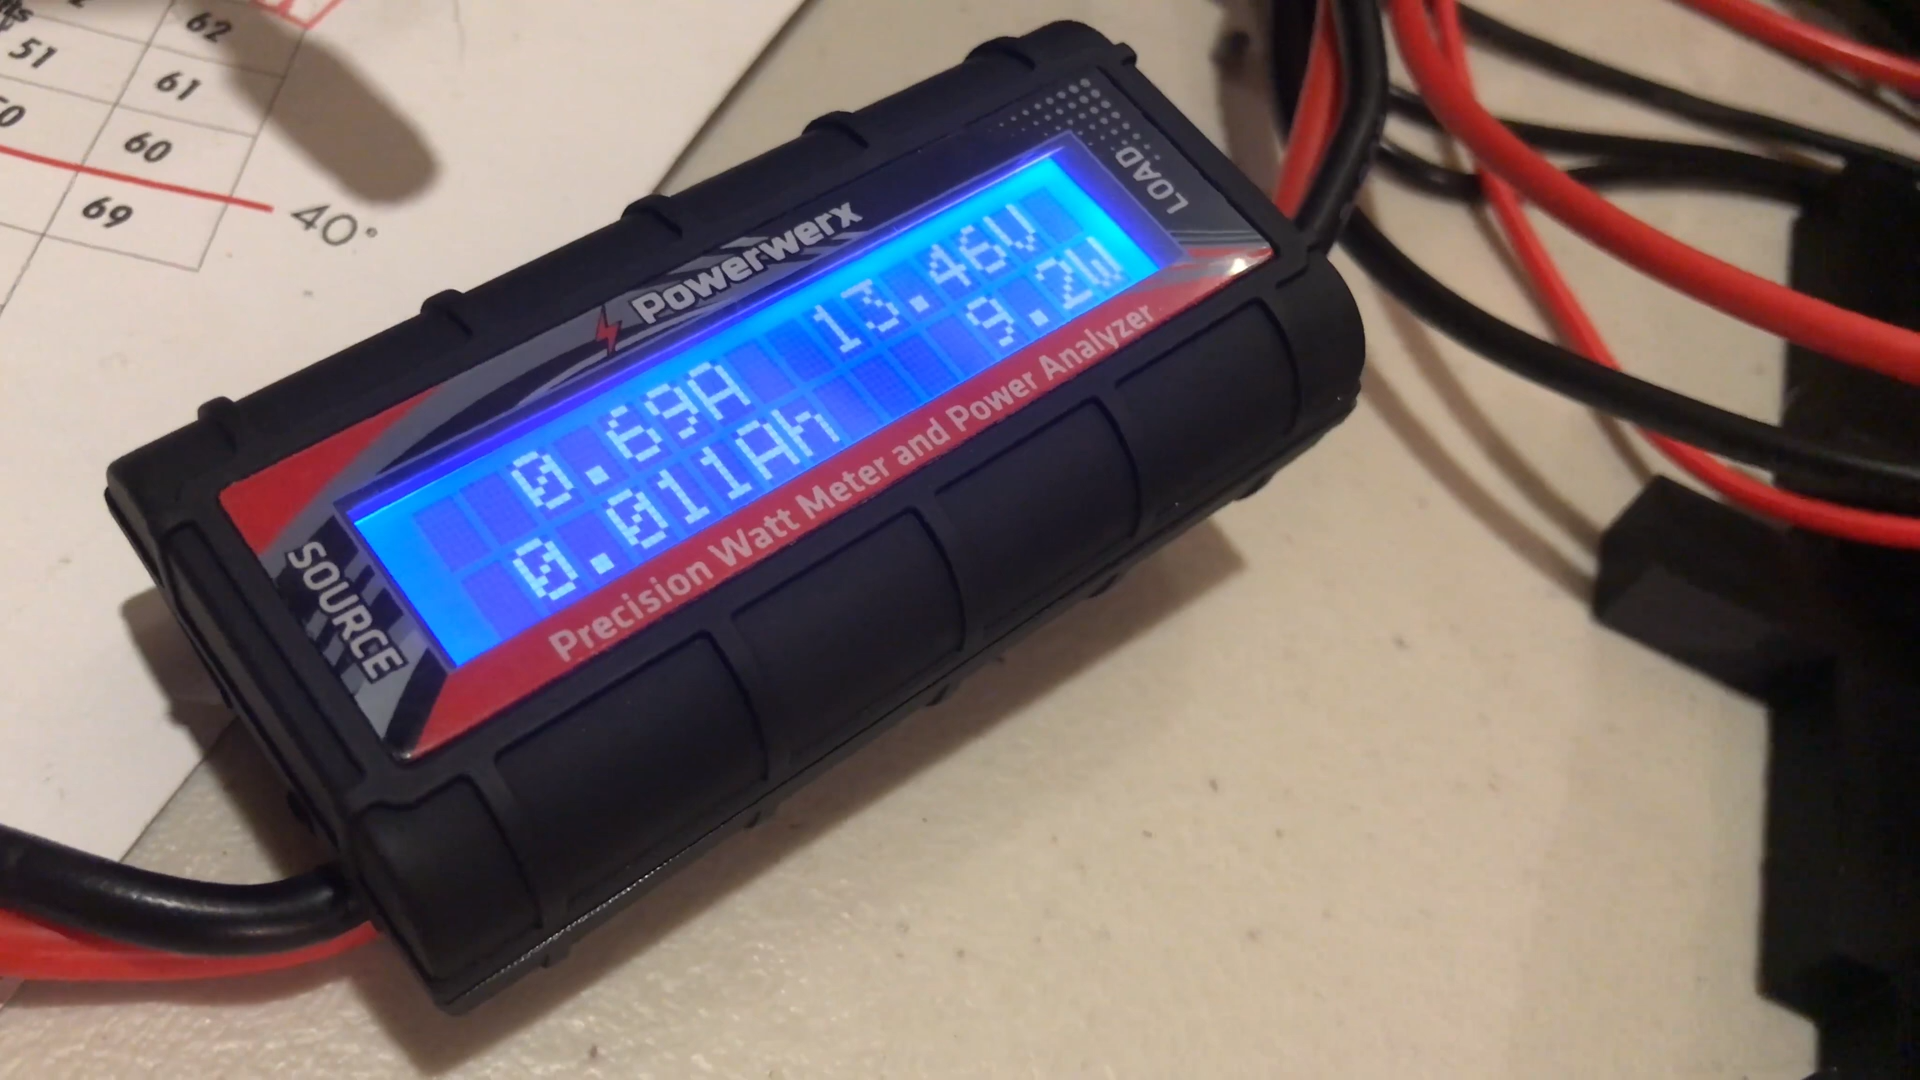 62
51 61
60
69
40°
LOAD
Powerwerx
0.69A 13.46V
0.011Ah 9.2W
Precision Watt Meter and Power Analyzer
SOURCE